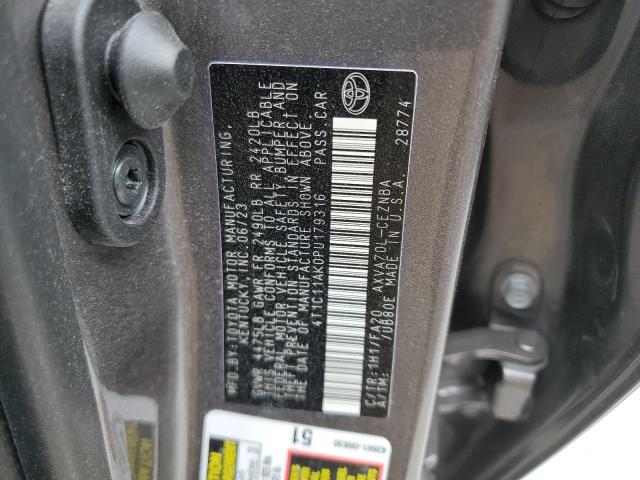 MFD.BY:TOYOTA MOTOR MANUFACTURING,
KENTUCKY,INC. 06/23
GVWR 4475LB GAWR FR 2490LB RR 2420LB
THIS VEHICLE CONFORMS TO ALL APPLICABLE
FEDERAL MOTOR VEHICLE SAFETY, BUMPER AND
THEFT PREVENTION STANDARDS IN EFFECT ON
THE DATE OF MANUFACTURE SHOWN ABOVE.
4T1C11AK0PU179316 PASS.CAR
C/TR:1H1/FA20 AXVA70L-CEZNBA
A/TM: /UB80E MADE IN U.S.A. 28774
51